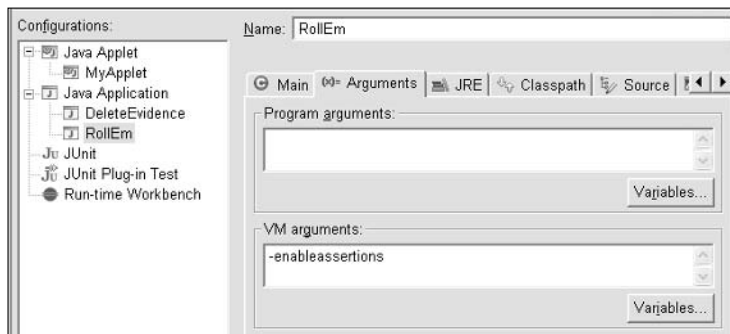 Configurations:
Java Applet
MyApplet
Java Application
DeleteEvidence
RollEm
JUnit
JUnit Plug-in Test
Run-time Workbench
Name: RollEm
Main (x)= Arguments JRE Classpath Source
Program arguments:
Variables...
VM arguments:
-enableassertions
Variables...